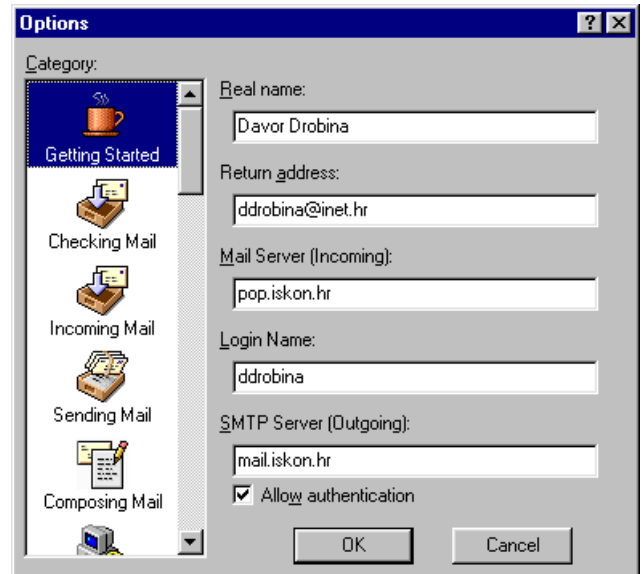 Options
Category:
Getting Started
Checking Mail
Incoming Mail
Sending Mail
Composing Mail
Real name:
Davor Drobina
Return address:
ddrobina@inet.hr
Mail Server (Incoming):
pop.iskon.hr
Login Name:
ddrobina
SMTP Server (Outgoing):
mail.iskon.hr
Allow authentication
OK
Cancel